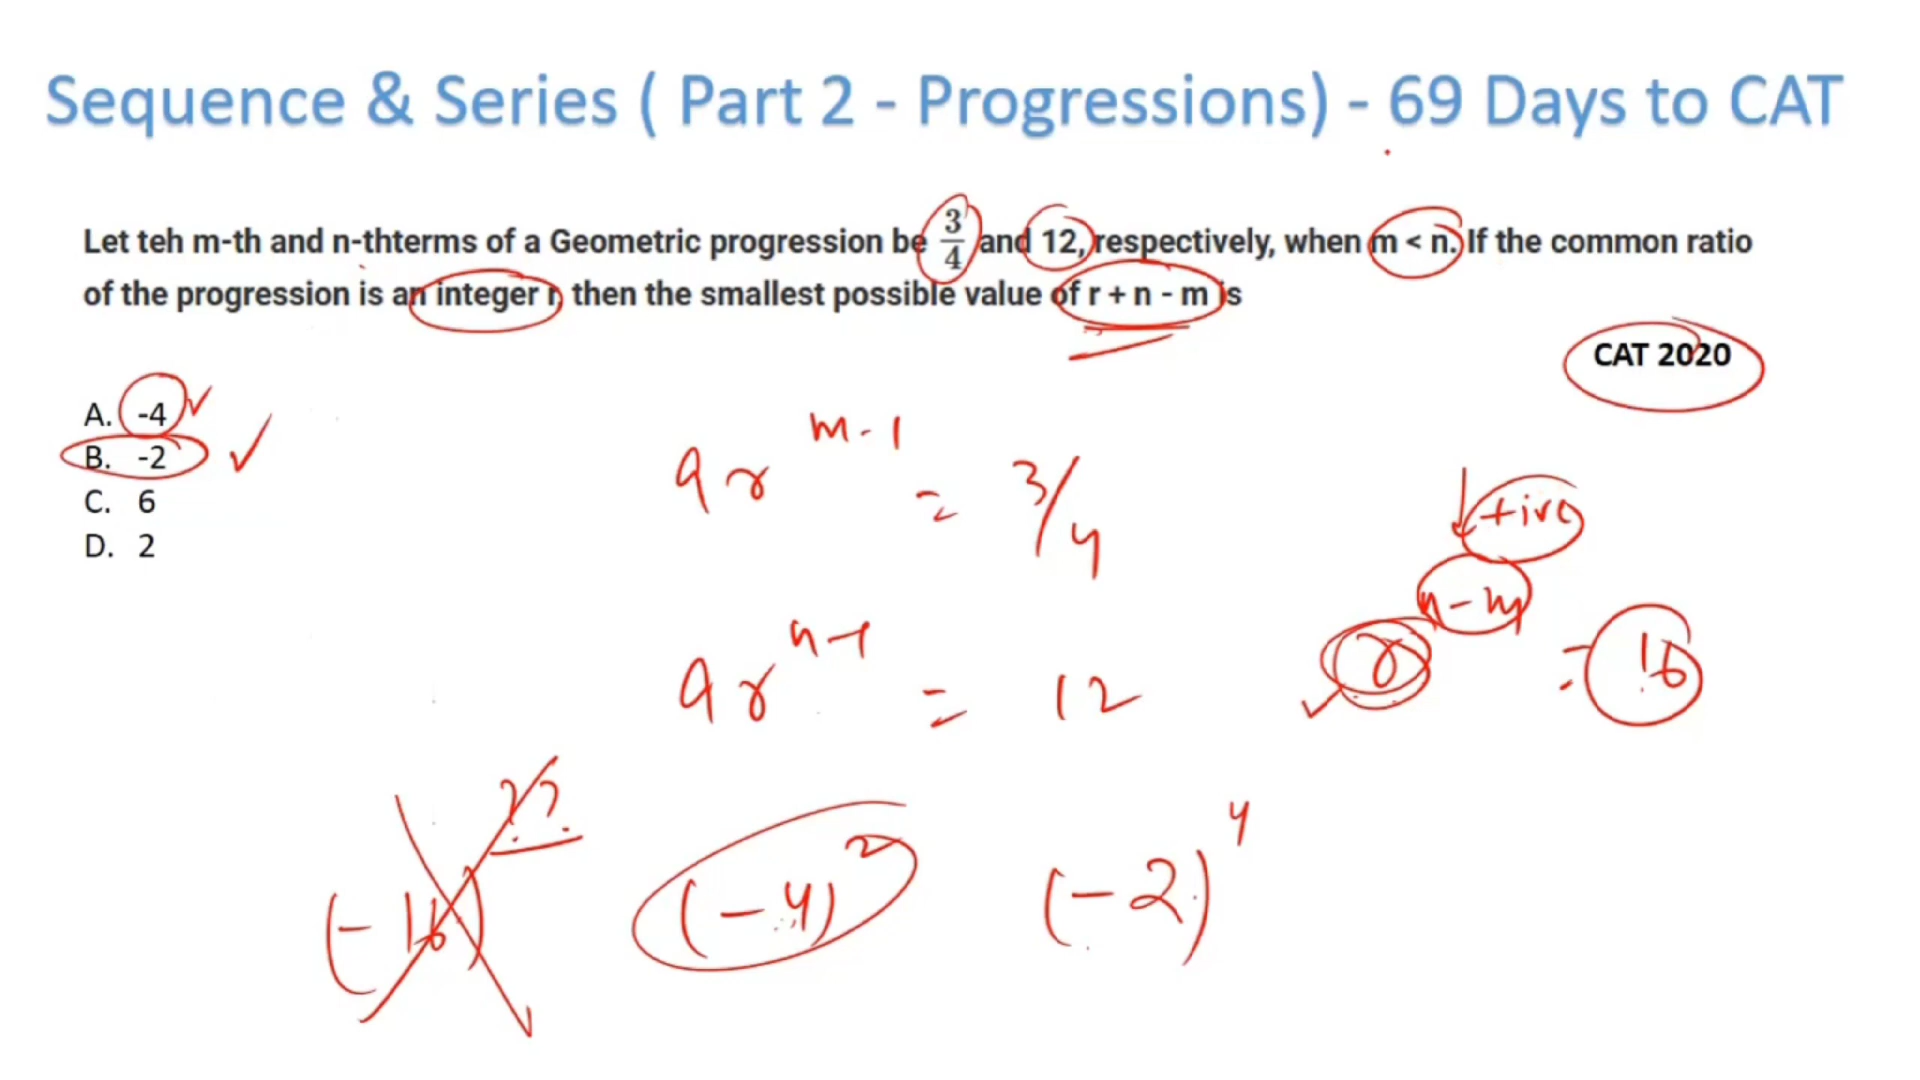 Sequence & Series ( Part 2 - Progressions) - 69 Days to CAT
Let teh m-th and n-thterms of a Geometric progression be 3/4 and 12, respectively, when m < n. If the common ratio
of the progression is an integer r, then the smallest possible value of r + n - m is
CAT 2020
A. -4
B. -2
C. 6
D. 2
ar^(m-1) = 3/4
+ive
r^(n-m) = 16
ar^(n-1) = 12
(-16)^??
(-4)^2
(-2)^4